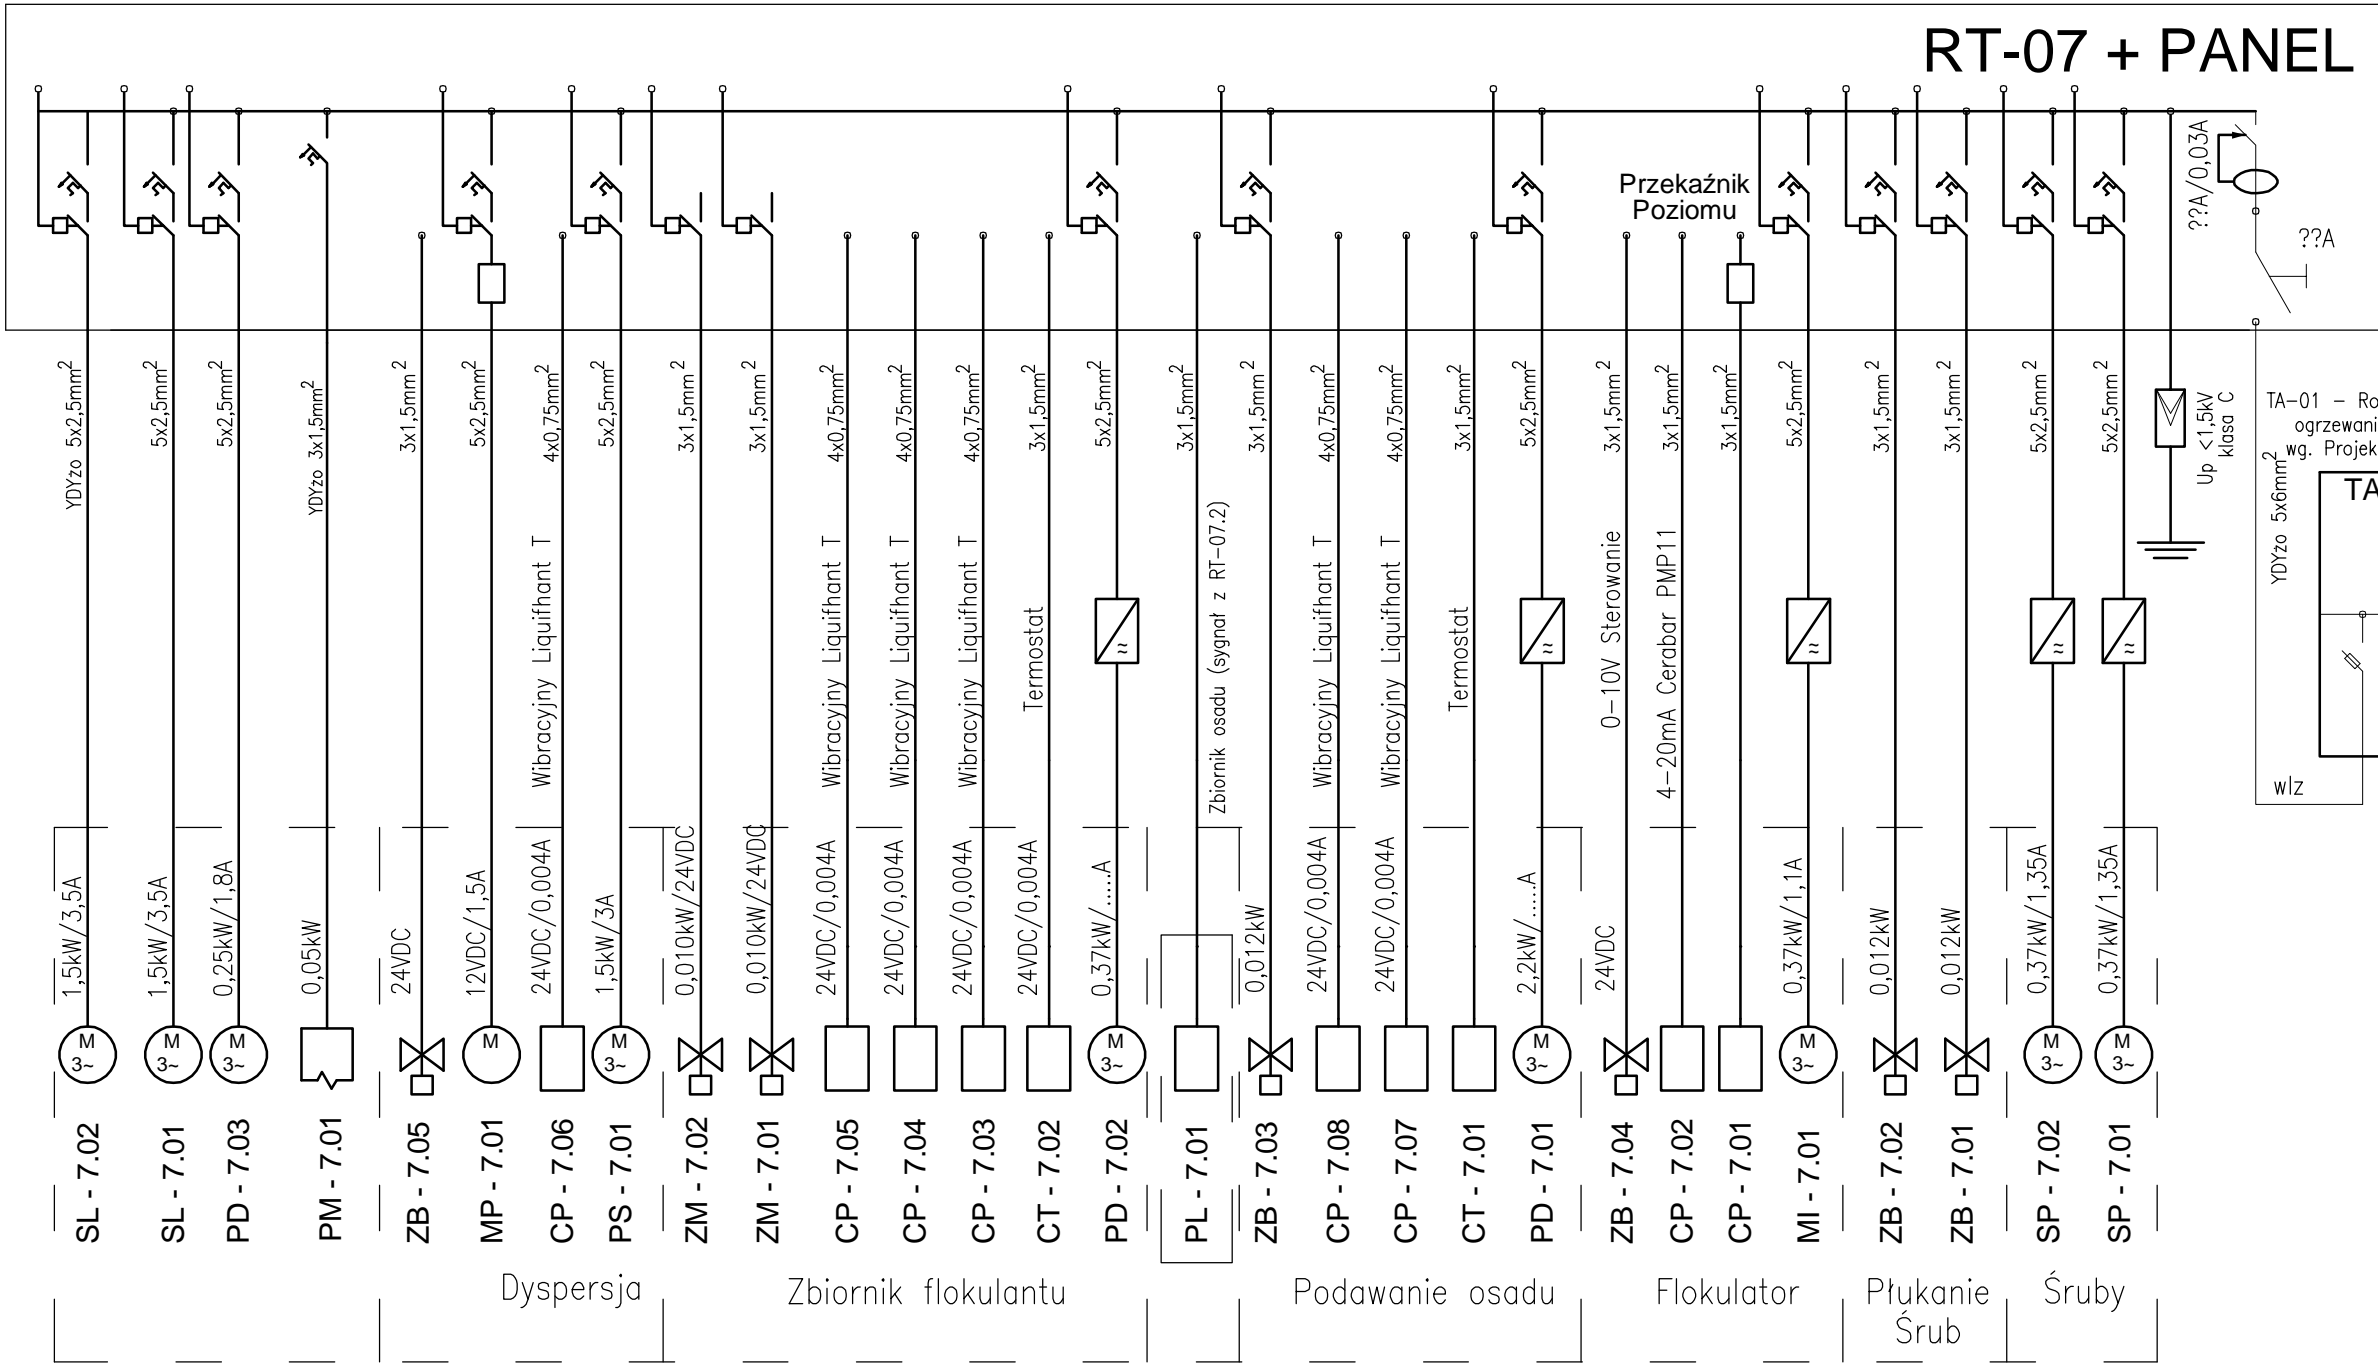 RT-07 + PANEL
Przekaźnik
Poziomu
??A/0,03A
??A
YDYżo 5x2,5mm²
5x2,5mm²
5x2,5mm²
YDYżo 3x1,5mm²
3x1,5mm²
5x2,5mm²
4x0,75mm²
5x2,5mm²
3x1,5mm²
3x1,5mm²
4x0,75mm²
4x0,75mm²
4x0,75mm²
3x1,5mm²
5x2,5mm²
3x1,5mm²
3x1,5mm²
4x0,75mm²
4x0,75mm²
3x1,5mm²
5x2,5mm²
3x1,5mm²
3x1,5mm²
3x1,5mm²
5x2,5mm²
3x1,5mm²
3x1,5mm²
5x2,5mm²
5x2,5mm²
Up <1,5kV
klasa C
TA-01 – Ro
ogrzewani
wg. Projek
YDYżo 5x6mm²
TA
wlz
Wibracyjny Liquifhant T
Wibracyjny Liquifhant T
Wibracyjny Liquifhant T
Wibracyjny Liquifhant T
Termostat
Zbiornik osadu (sygnał z RT-07.2)
Wibracyjny Liquifhant T
Wibracyjny Liquifhant T
Termostat
0-10V Sterowanie
4-20mA Cerabar PMP11
≈
≈
≈
≈
≈
1,5kW/3,5A
1,5kW/3,5A
0,25kW/1,8A
0,05kW
24VDC
12VDC/1,5A
24VDC/0,004A
1,5kW/3A
0,010kW/24VDC
0,010kW/24VDC
24VDC/0,004A
24VDC/0,004A
24VDC/0,004A
24VDC/0,004A
0,37kW/.....A
0,012kW
24VDC/0,004A
24VDC/0,004A
2,2kW/.....A
24VDC
0,37kW/1,1A
0,012kW
0,012kW
0,37kW/1,35A
0,37kW/1,35A
M
3~
M
3~
M
3~
M
M
3~
M
3~
M
3~
M
3~
M
3~
M
3~
SL - 7.02
SL - 7.01
PD - 7.03
PM - 7.01
ZB - 7.05
MP - 7.01
CP - 7.06
PS - 7.01
ZM - 7.02
ZM - 7.01
CP - 7.05
CP - 7.04
CP - 7.03
CT - 7.02
PD - 7.02
PL - 7.01
ZB - 7.03
CP - 7.08
CP - 7.07
CT - 7.01
PD - 7.01
ZB - 7.04
CP - 7.02
CP - 7.01
MI - 7.01
ZB - 7.02
ZB - 7.01
SP - 7.02
SP - 7.01
Dyspersja
Zbiornik flokulantu
Podawanie osadu
Flokulator
Płukanie
Śrub
Śruby